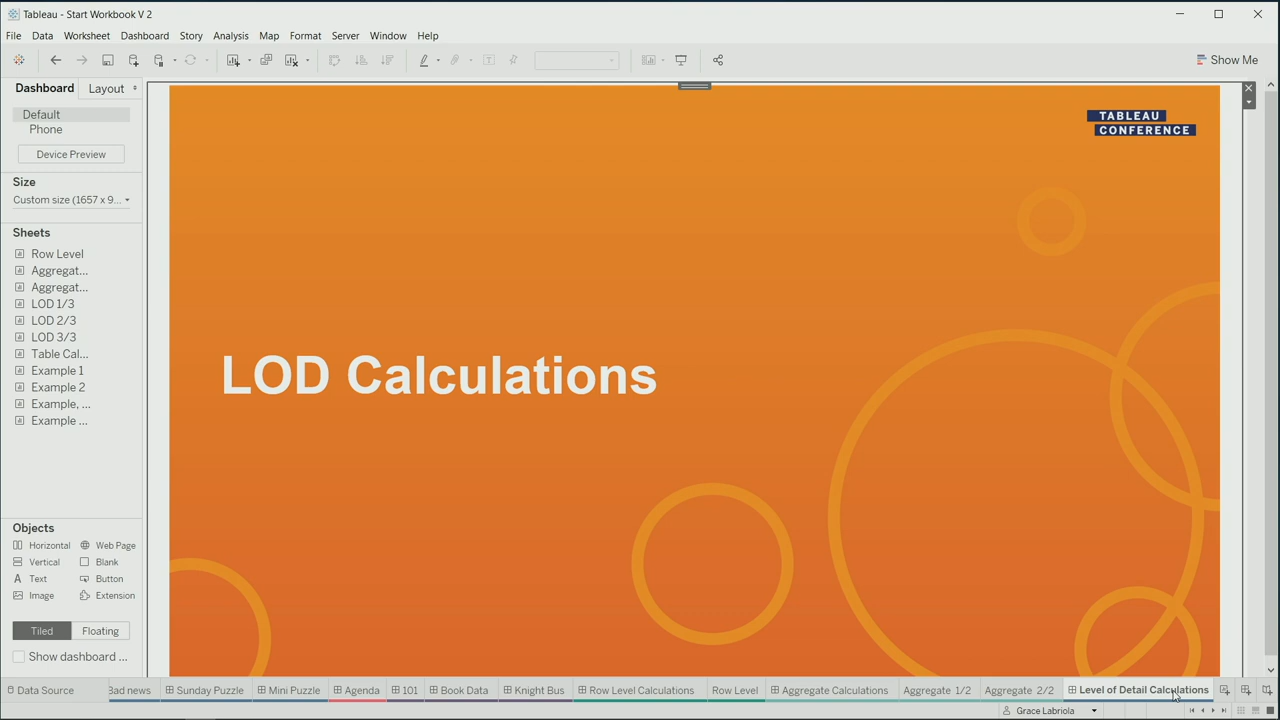 Tableau - Start Workbook V 2
File Data Worksheet Dashboard Story Analysis Map Format Server Window Help
Show Me
Dashboard Layout
Default
Phone
Device Preview
Size
Custom size (1657 x 9...
Sheets
Row Level
Aggregat...
Aggregat...
LOD 1/3
LOD 2/3
LOD 3/3
Table Cal...
Example 1
Example 2
Example, ...
Example ...
Objects
Horizontal Web Page
Vertical Blank
Text Button
Image Extension
Tiled Floating
Show dashboard ...
TABLEAU
CONFERENCE
LOD Calculations
Data Source Bad news Sunday Puzzle Mini Puzzle Agenda 101 Book Data Knight Bus Row Level Calculations Row Level Aggregate Calculations Aggregate 1/2 Aggregate 2/2 Level of Detail Calculations
Grace Labriola